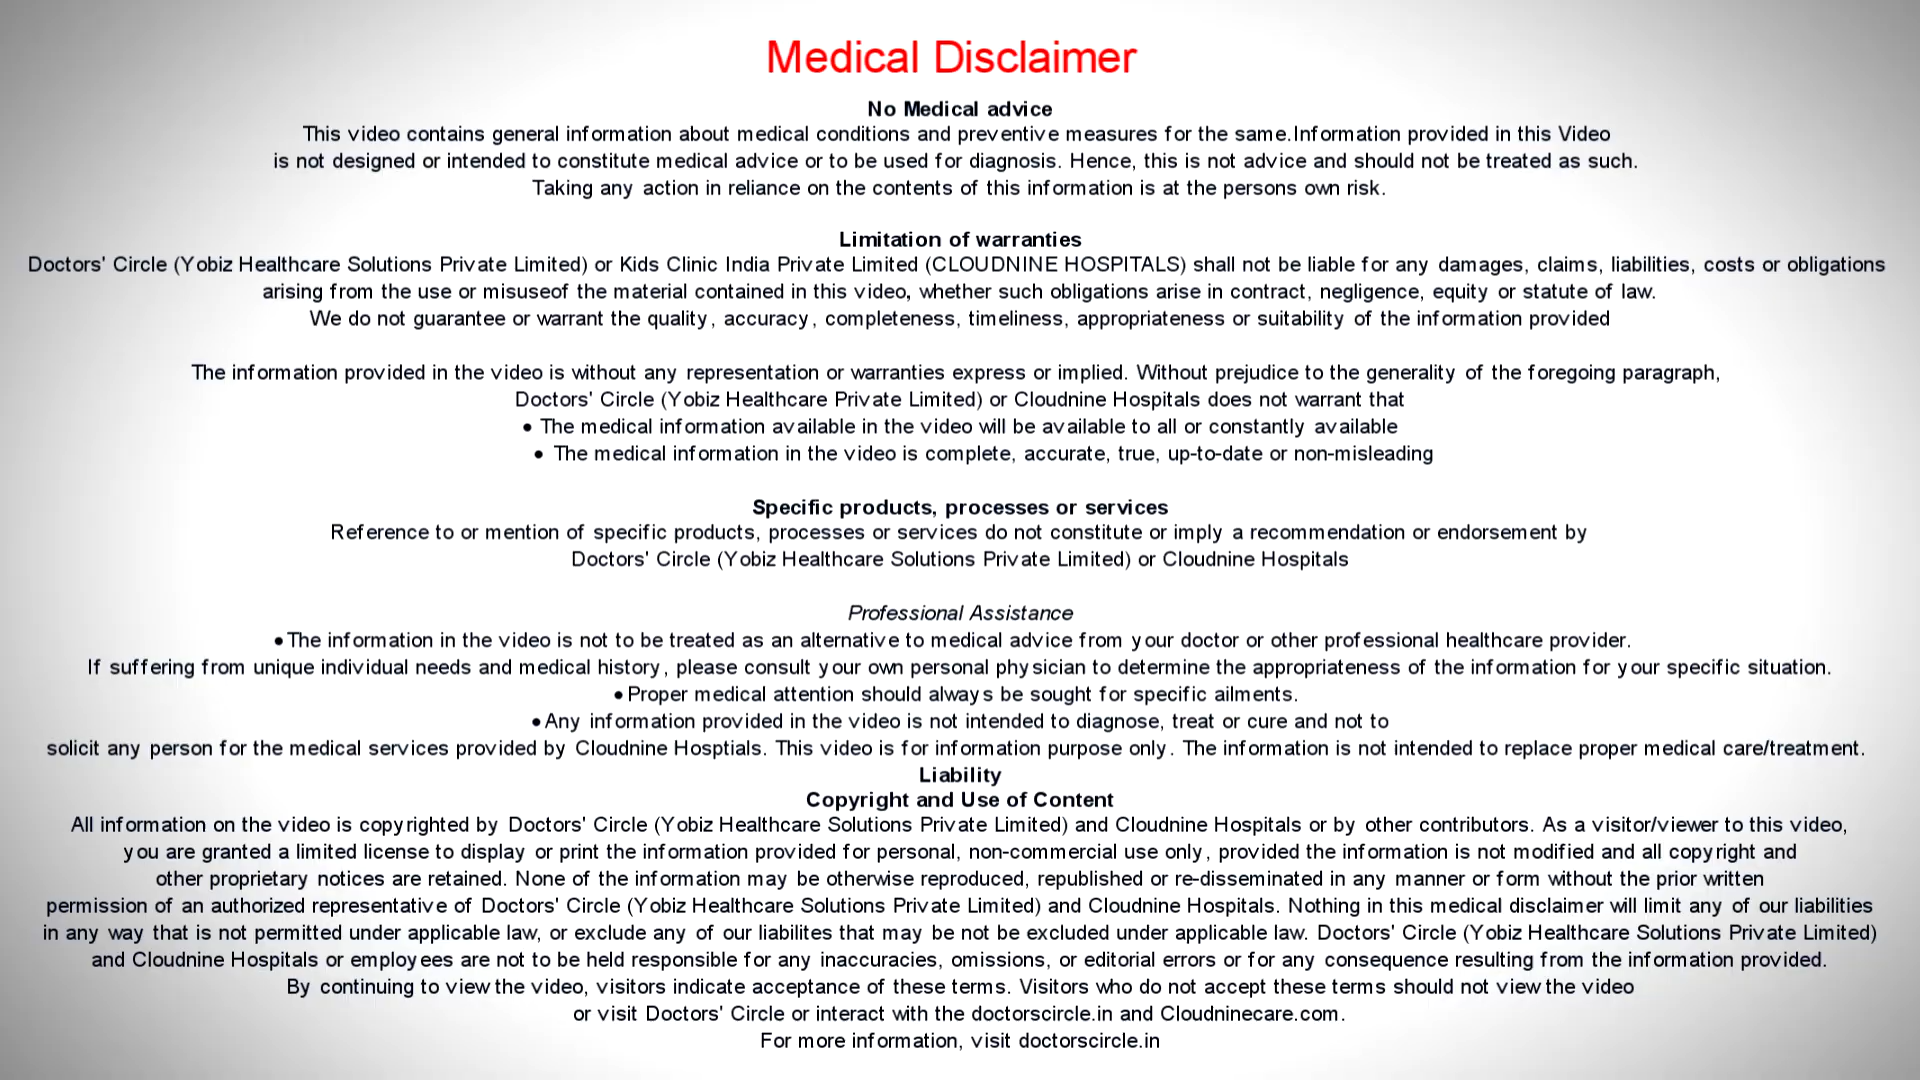 Medical Disclaimer
No Medical advice
This video contains general information about medical conditions and preventive measures for the same.Information provided in this Video
is not designed or intended to constitute medical advice or to be used for diagnosis. Hence, this is not advice and should not be treated as such.
Taking any action in reliance on the contents of this information is at the persons own risk.
Limitation of warranties
Doctors' Circle (Yobiz Healthcare Solutions Private Limited) or Kids Clinic India Private Limited (CLOUDNINE HOSPITALS) shall not be liable for any damages, claims, liabilities, costs or obligations
arising from the use or misuseof the material contained in this video, whether such obligations arise in contract, negligence, equity or statute of law.
We do not guarantee or warrant the quality, accuracy, completeness, timeliness, appropriateness or suitability of the information provided
The information provided in the video is without any representation or warranties express or implied. Without prejudice to the generality of the foregoing paragraph,
Doctors' Circle (Yobiz Healthcare Private Limited) or Cloudnine Hospitals does not warrant that
• The medical information available in the video will be available to all or constantly available
• The medical information in the video is complete, accurate, true, up-to-date or non-misleading
Specific products, processes or services
Reference to or mention of specific products, processes or services do not constitute or imply a recommendation or endorsement by
Doctors' Circle (Yobiz Healthcare Solutions Private Limited) or Cloudnine Hospitals
Professional Assistance
•The information in the video is not to be treated as an alternative to medical advice from your doctor or other professional healthcare provider.
If suffering from unique individual needs and medical history, please consult your own personal physician to determine the appropriateness of the information for your specific situation.
•Proper medical attention should always be sought for specific ailments.
•Any information provided in the video is not intended to diagnose, treat or cure and not to
solicit any person for the medical services provided by Cloudnine Hosptials. This video is for information purpose only. The information is not intended to replace proper medical care/treatment.
Liability
Copyright and Use of Content
All information on the video is copyrighted by Doctors' Circle (Yobiz Healthcare Solutions Private Limited) and Cloudnine Hospitals or by other contributors. As a visitor/viewer to this video,
you are granted a limited license to display or print the information provided for personal, non-commercial use only, provided the information is not modified and all copyright and
other proprietary notices are retained. None of the information may be otherwise reproduced, republished or re-disseminated in any manner or form without the prior written
permission of an authorized representative of Doctors' Circle (Yobiz Healthcare Solutions Private Limited) and Cloudnine Hospitals. Nothing in this medical disclaimer will limit any of our liabilities
in any way that is not permitted under applicable law, or exclude any of our liabilites that may be not be excluded under applicable law. Doctors' Circle (Yobiz Healthcare Solutions Private Limited)
and Cloudnine Hospitals or employees are not to be held responsible for any inaccuracies, omissions, or editorial errors or for any consequence resulting from the information provided.
By continuing to view the video, visitors indicate acceptance of these terms. Visitors who do not accept these terms should not view the video
or visit Doctors' Circle or interact with the doctorscircle.in and Cloudninecare.com.
For more information, visit doctorscircle.in